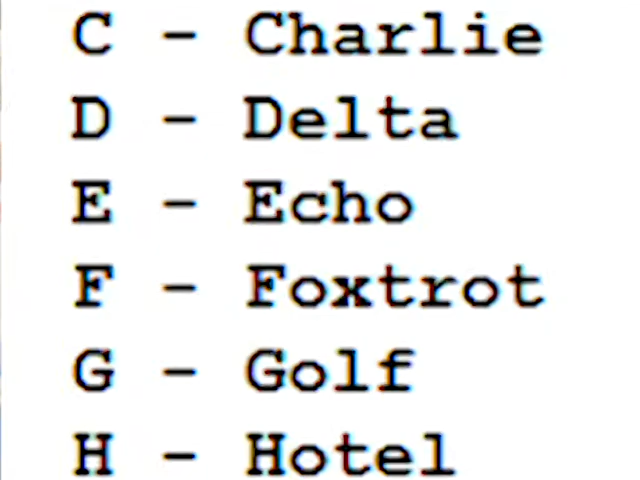 C - Charlie
D - Delta
E - Echo
F - Foxtrot
G - Golf
H - Hotel